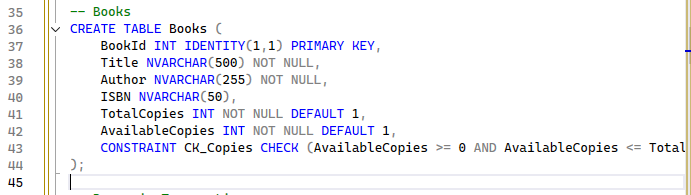 35 -- Books
36 CREATE TABLE Books (
37 BookId INT IDENTITY(1,1) PRIMARY KEY,
38 Title NVARCHAR(500) NOT NULL,
39 Author NVARCHAR(255) NOT NULL,
40 ISBN NVARCHAR(50),
41 TotalCopies INT NOT NULL DEFAULT 1,
42 AvailableCopies INT NOT NULL DEFAULT 1,
43 CONSTRAINT CK_Copies CHECK (AvailableCopies >= 0 AND AvailableCopies <= Total
44 );
45